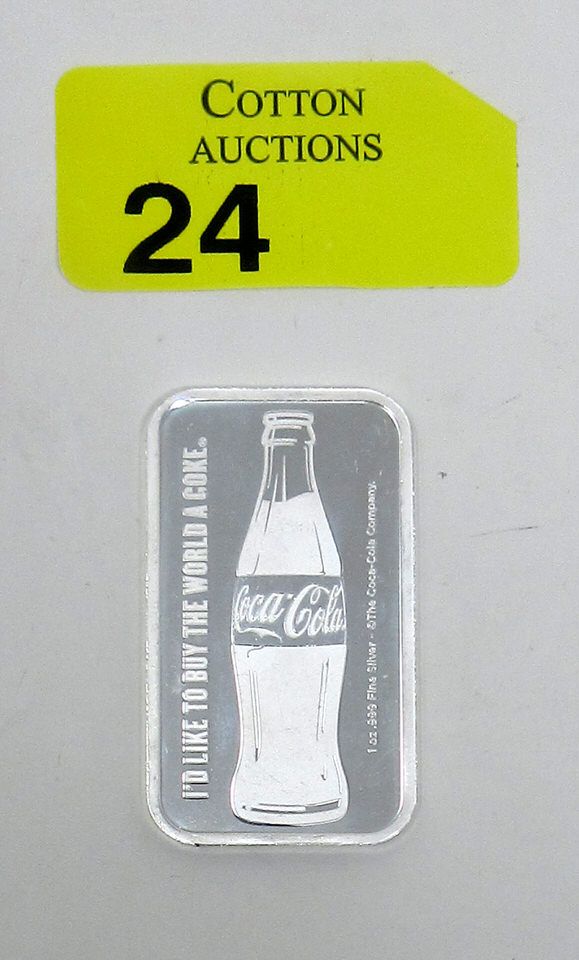 COTTON
AUCTIONS
24
I'D LIKE TO BUY THE WORLD A COKE®
Coca-Cola
1 oz .999 Fine Silver - ©The Coca-Cola Company.